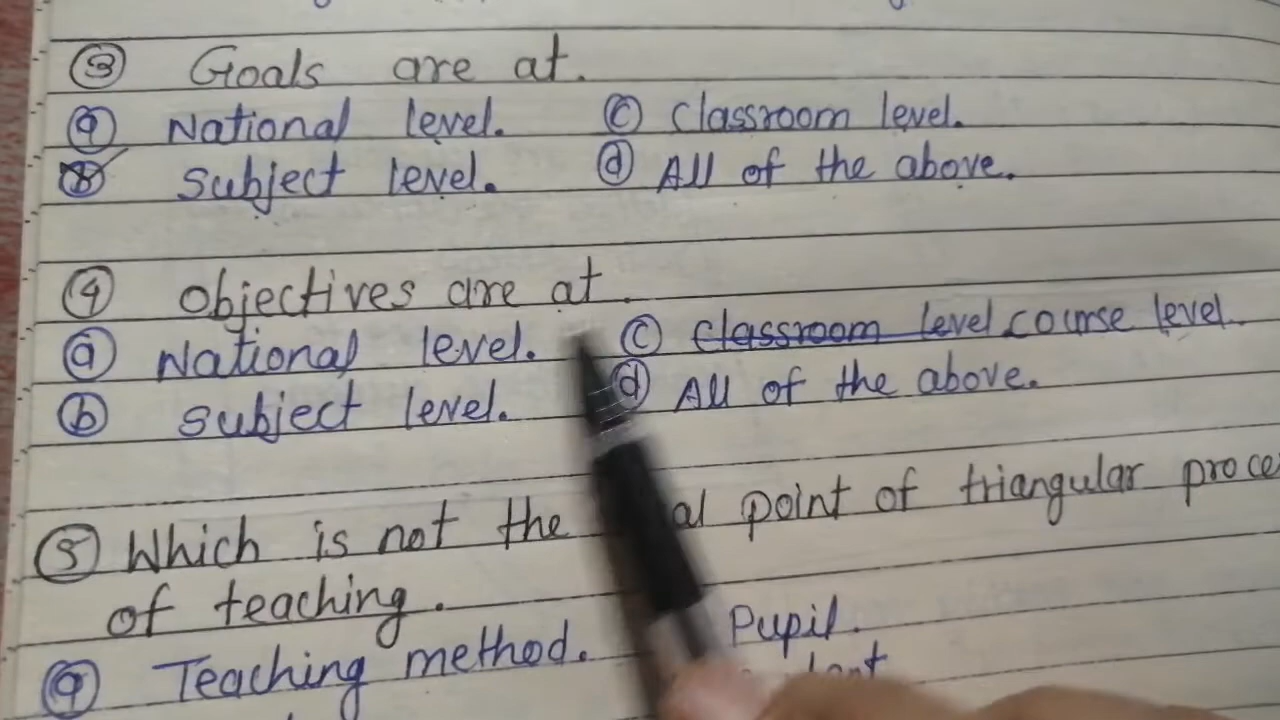 ③ Goals are at.
ⓐ National level. ⓒ Classroom level.
ⓑ Subject level. ⓓ All of the above.
④ Objectives are at.
ⓐ National level. ⓒ Classroom level course level.
ⓑ Subject level. ⓓ All of the above.
⑤ Which is not the point of triangular
of teaching.
ⓐ Teaching method. Pupil.